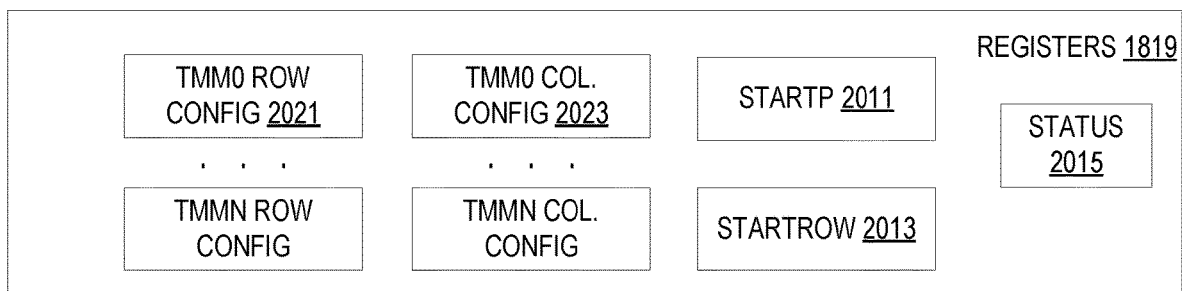 REGISTERS 1819
TMM0 ROW
CONFIG 2021
TMM0 COL.
CONFIG 2023
STARTP 2011
STATUS
2015
. . .
. . .
TMMN ROW
CONFIG
TMMN COL.
CONFIG
STARTROW 2013